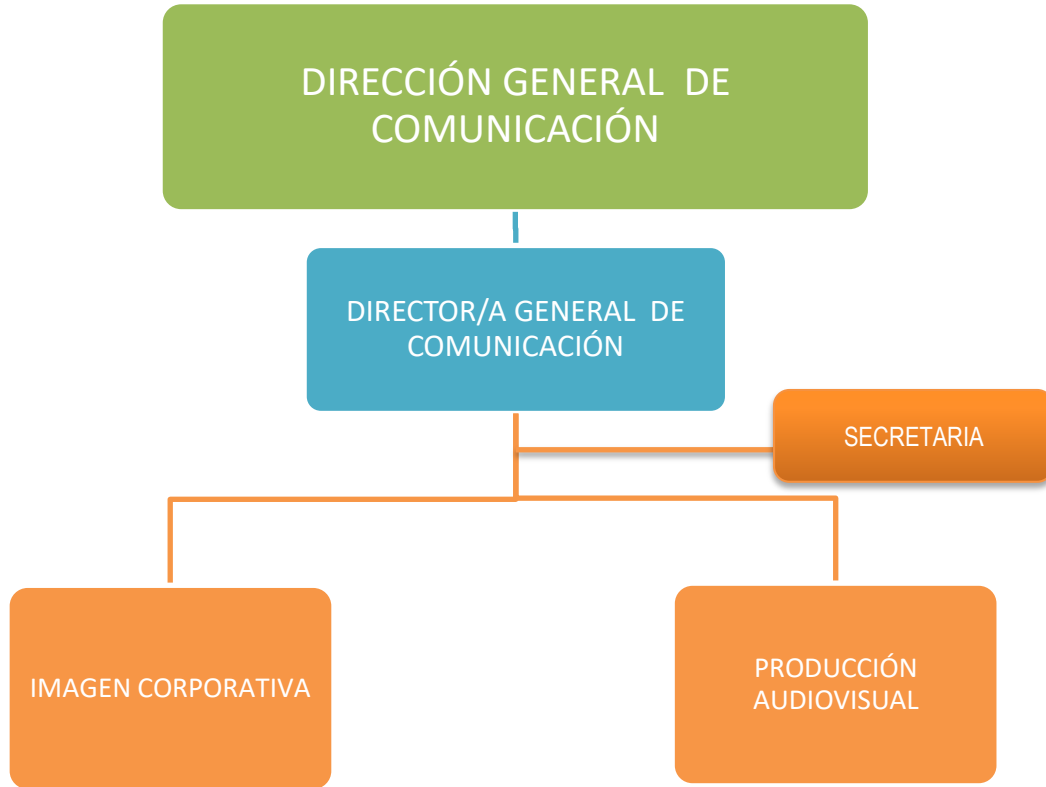 DIRECCIÓN GENERAL  DE
COMUNICACIÓN
DIRECTOR/A GENERAL  DE
COMUNICACIÓN
SECRETARIA
IMAGEN CORPORATIVA
PRODUCCIÓN
AUDIOVISUAL